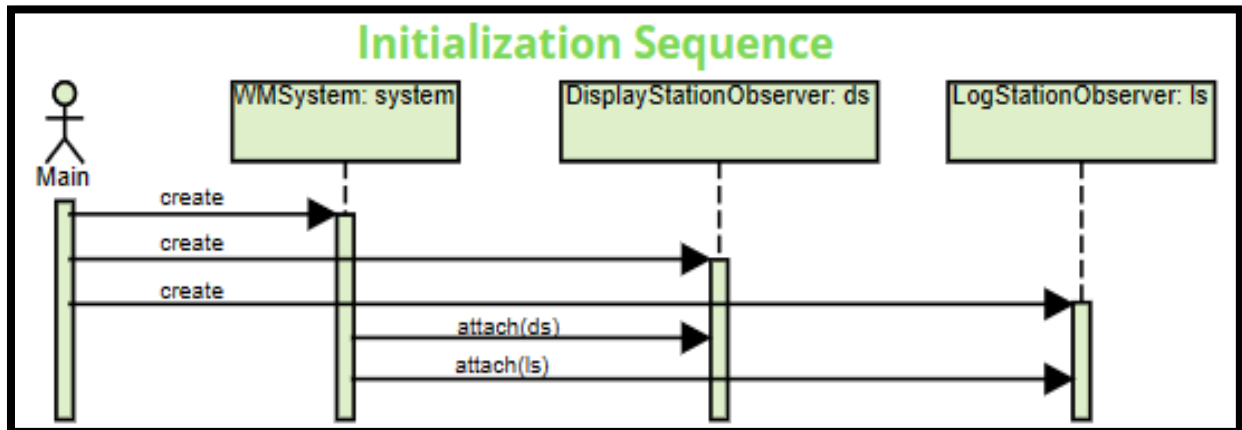 Initialization Sequence
WMSystem: system
DisplayStationObserver: ds
LogStationObserver: ls
Main
create
create
create
attach(ds)
attach(ls)